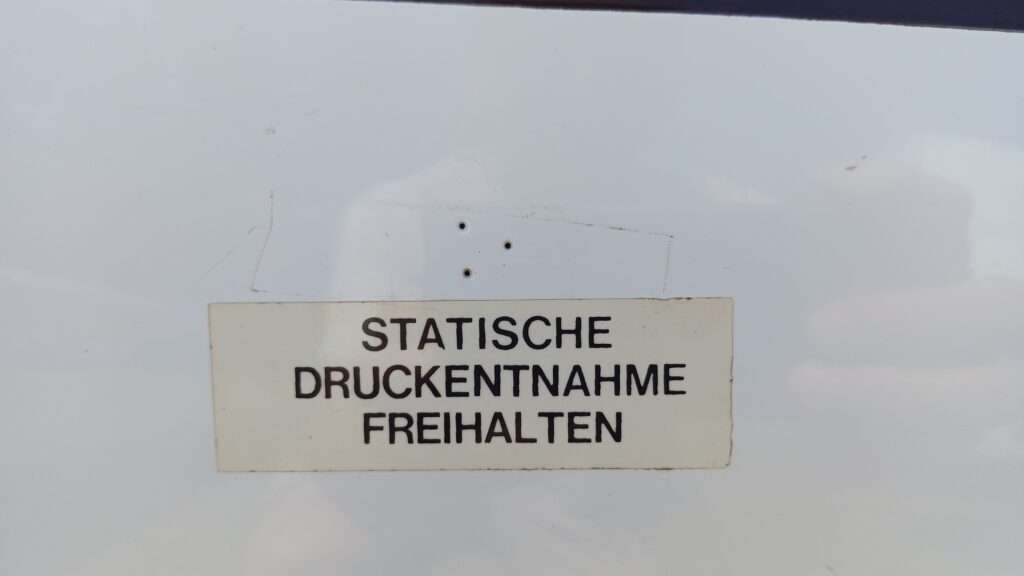 STATISCHE
DRUCKENTNAHME
FREIHALTEN